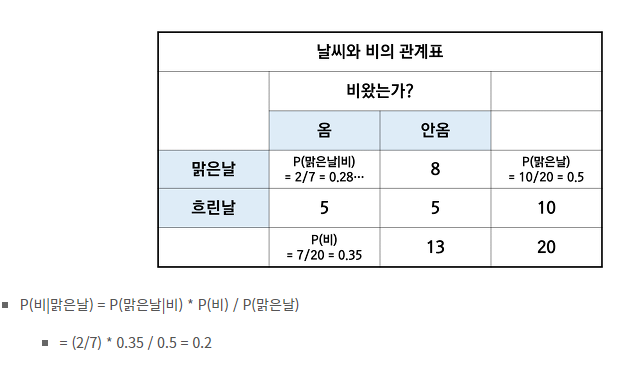 날씨와 비의 관계표
비왔는가?
옴 안옴
맑은날 P(맑은날|비) = 2/7 = 0.28… 8 P(맑은날) = 10/20 = 0.5
흐린날 5 5 10
P(비) = 7/20 = 0.35 13 20
P(비|맑은날) = P(맑은날|비) * P(비) / P(맑은날)
= (2/7) * 0.35 / 0.5 = 0.2